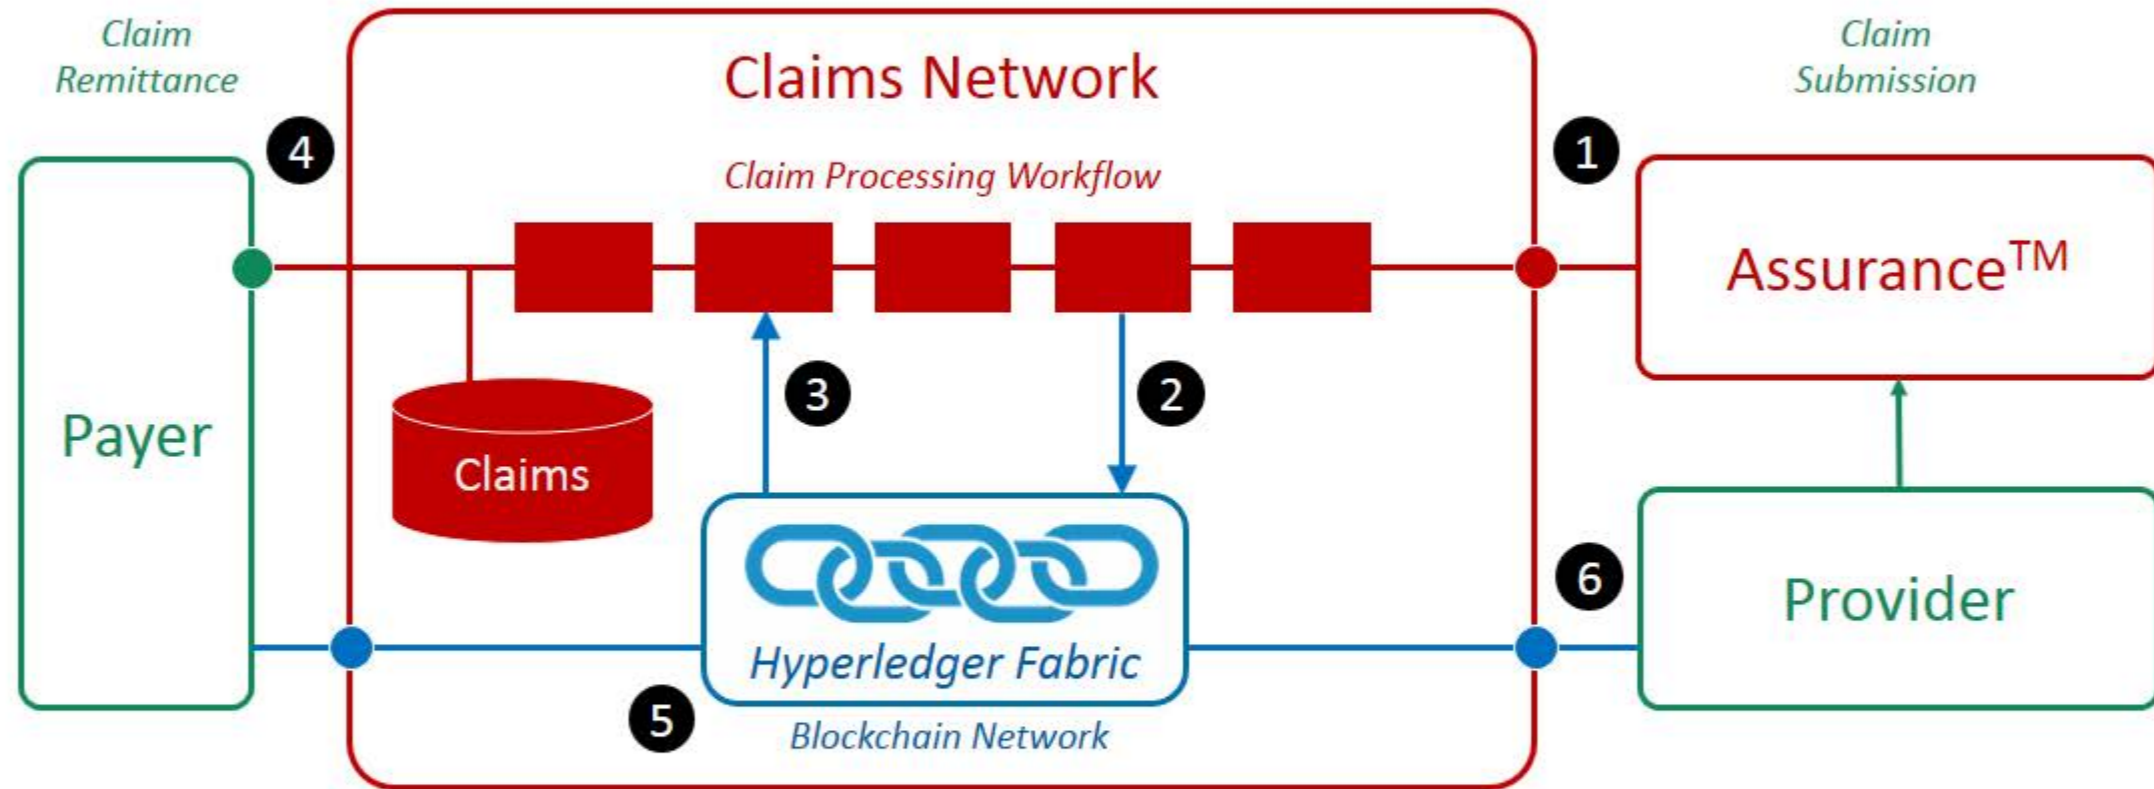 Claim
Remittance
Claims Network
Claim
Submission
4
1
Claim Processing Workflow
Assurance™
3
2
Payer
Claims
6
Provider
Hyperledger Fabric
5
Blockchain Network